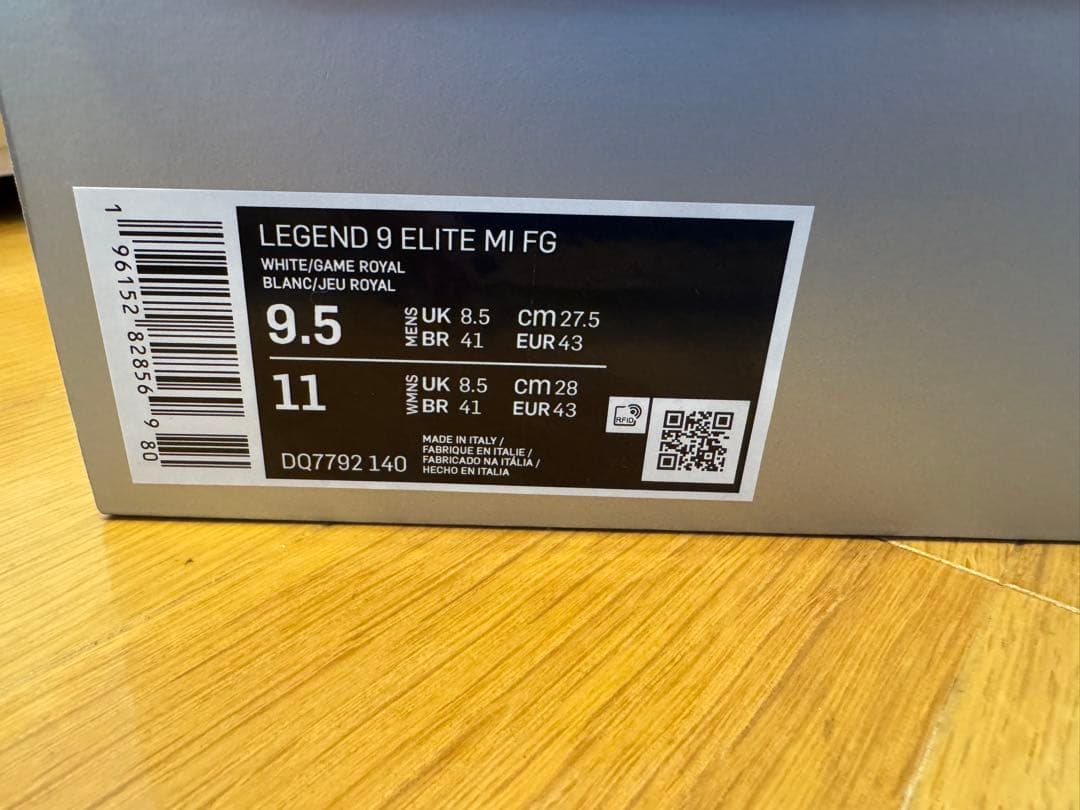 1 96152 82856 9 80
LEGEND 9 ELITE MI FG
WHITE/GAME ROYAL
BLANC/JEU ROYAL
9.5 MENS UK 8.5 cm 27.5
BR 41 EUR 43
11 WMNS UK 8.5 cm 28
BR 41 EUR 43
RFID
MADE IN ITALY /
FABRIQUE EN ITALIE /
FABRICADO NA ITÁLIA /
HECHO EN ITALIA
DQ7792 140